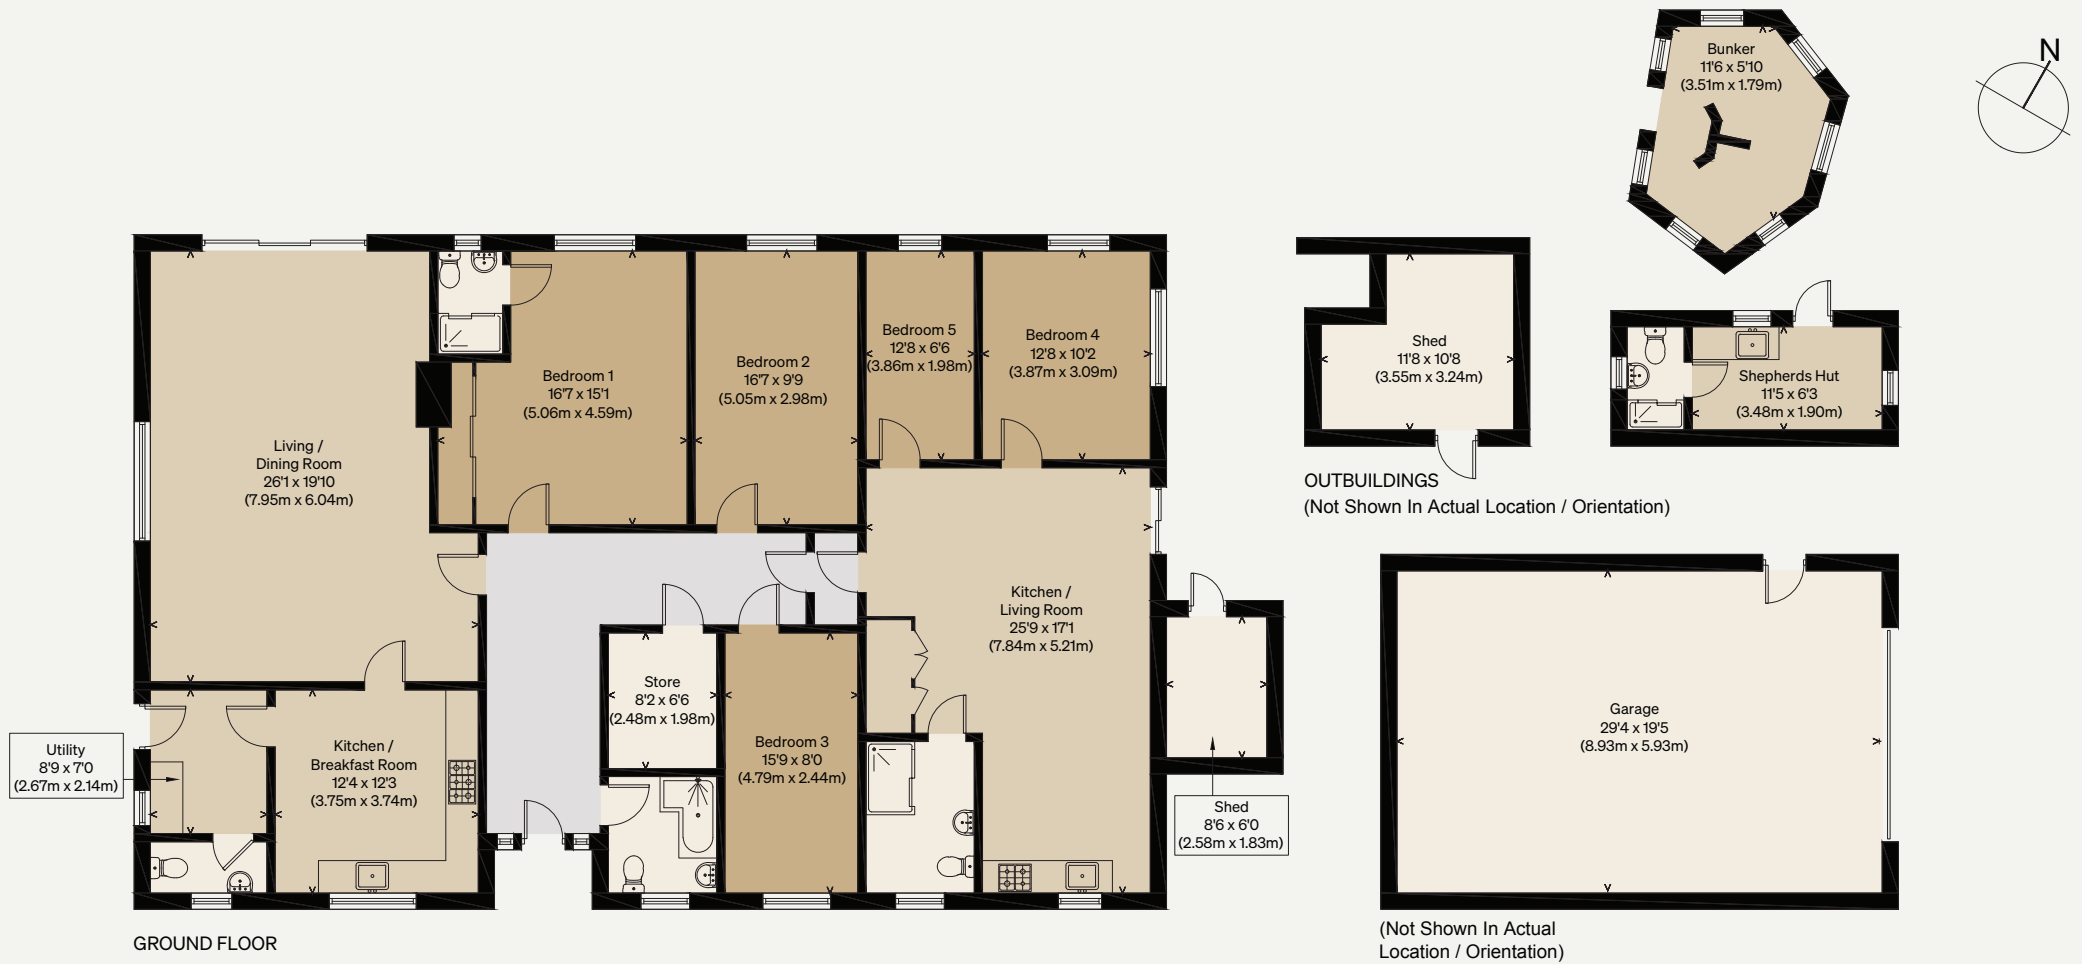 Bunker
11'6 x 5'10
(3.51m x 1.79m)
N
Living /
Dining Room
26'1 x 19'10
(7.95m x 6.04m)
Bedroom 1
16'7 x 15'1
(5.06m x 4.59m)
Bedroom 2
16'7 x 9'9
(5.05m x 2.98m)
Bedroom 5
12'8 x 6'6
(3.86m x 1.98m)
Bedroom 4
12'8 x 10'2
(3.87m x 3.09m)
Shed
11'8 x 10'8
(3.55m x 3.24m)
Shepherds Hut
11'5 x 6'3
(3.48m x 1.90m)
OUTBUILDINGS
(Not Shown In Actual Location / Orientation)
Kitchen /
Living Room
25'9 x 17'1
(7.84m x 5.21m)
Store
8'2 x 6'6
(2.48m x 1.98m)
Bedroom 3
15'9 x 8'0
(4.79m x 2.44m)
Utility
8'9 x 7'0
(2.67m x 2.14m)
Kitchen /
Breakfast Room
12'4 x 12'3
(3.75m x 3.74m)
Shed
8'6 x 6'0
(2.58m x 1.83m)
Garage
29'4 x 19'5
(8.93m x 5.93m)
GROUND FLOOR
(Not Shown In Actual
Location / Orientation)